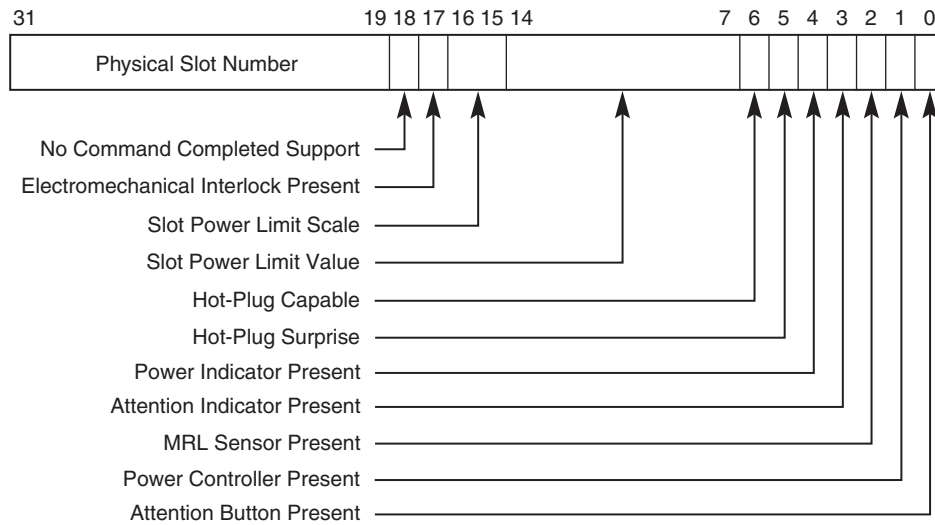 31 19 18 17 16 15 14 7 6 5 4 3 2 1 0
Physical Slot Number
No Command Completed Support
Electromechanical Interlock Present
Slot Power Limit Scale
Slot Power Limit Value
Hot-Plug Capable
Hot-Plug Surprise
Power Indicator Present
Attention Indicator Present
MRL Sensor Present
Power Controller Present
Attention Button Present